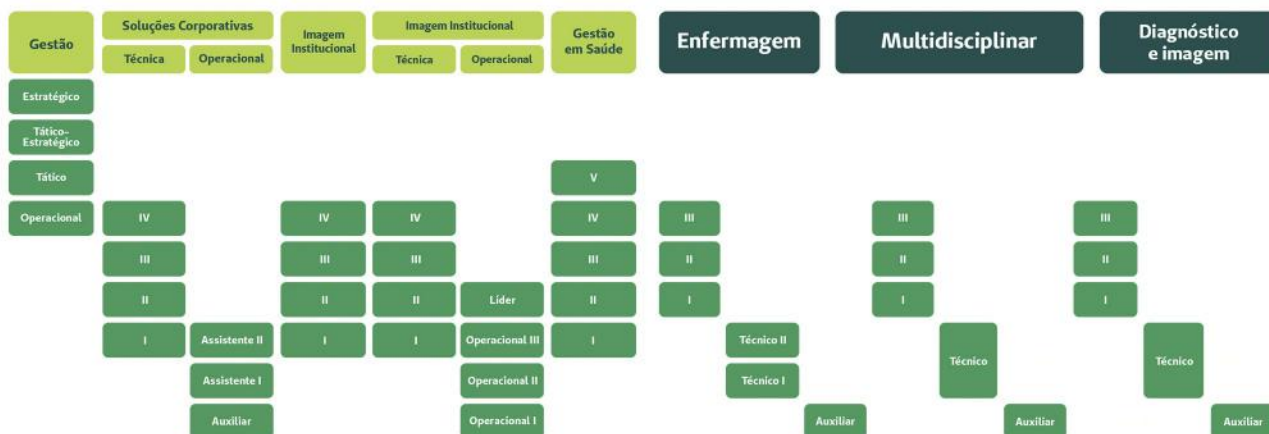 Gestão
Soluções Corporativas
Técnica
Operacional
Imagem
Institucional
Imagem Institucional
Técnica
Operacional
Gestão
em Saúde
Enfermagem
Multidisciplinar
Diagnóstico
e imagem
Estratégico
Tático-
Estratégico
Tático
V
Operacional
IV
IV
IV
IV
III
III
III
III
III
III
III
II
II
II
II
II
II
Líder
II
I
I
I
I
Assistente II
I
I
Operacional III
I
Técnico II
Técnico
Técnico
Assistente I
Operacional II
Técnico I
Auxiliar
Operacional I
Auxiliar
Auxiliar
Auxiliar